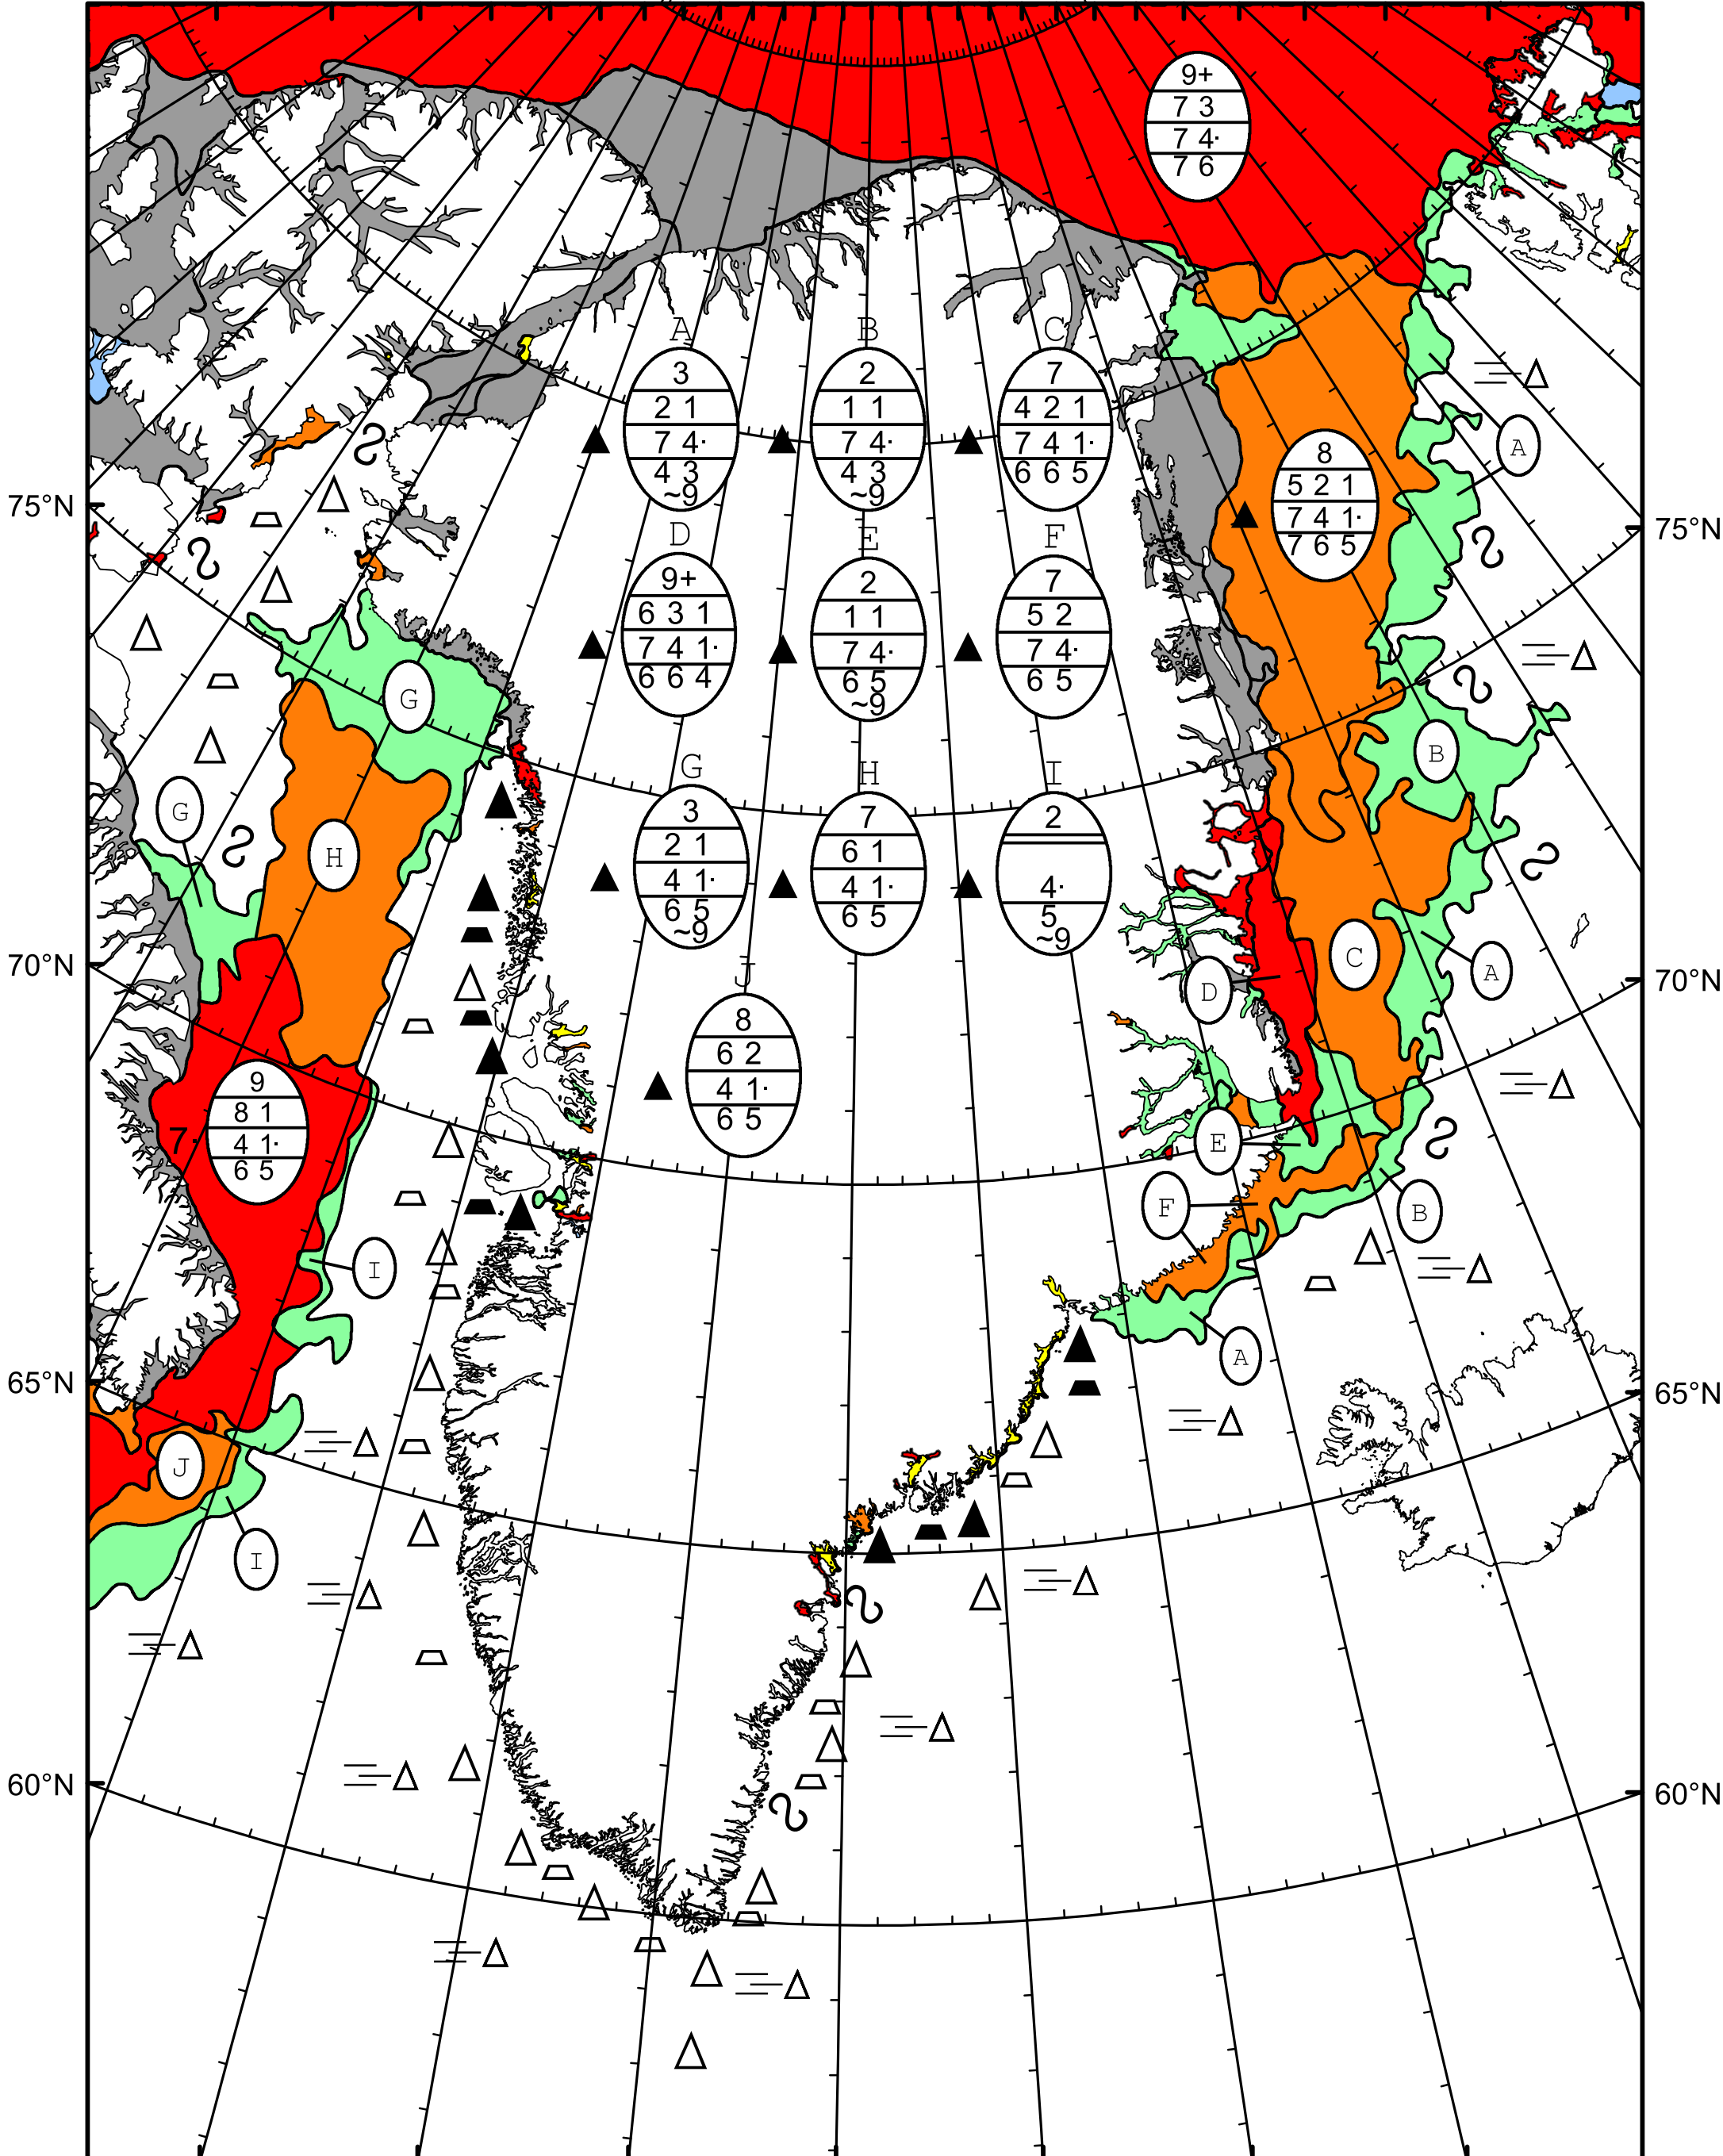 9+
7 3
7 4·
7 6
A B C
3
2 1
7 4·
4 3
~9
2
1 1
7 4·
4 3
~9
7
4 2 1
7 4 1·
6 6 5
8
5 2 1
7 4 1·
7 6 5
A
75°N
75°N
D E F
9+
6 3 1
7 4 1·
6 6 4
2
1 1
7 4·
6 5
~9
7
5 2
7 4·
6 5
G
B
G H I
3
2 1
4 1·
6 5
~9
7
6 1
4 1·
6 5
2
4·
5
~9
G
H
C
A
D
70°N
70°N
J
8
6 2
4 1·
6 5
9
8 1
4 1·
6 5
7·
E
F
B
I
A
65°N
65°N
J
I
60°N
60°N